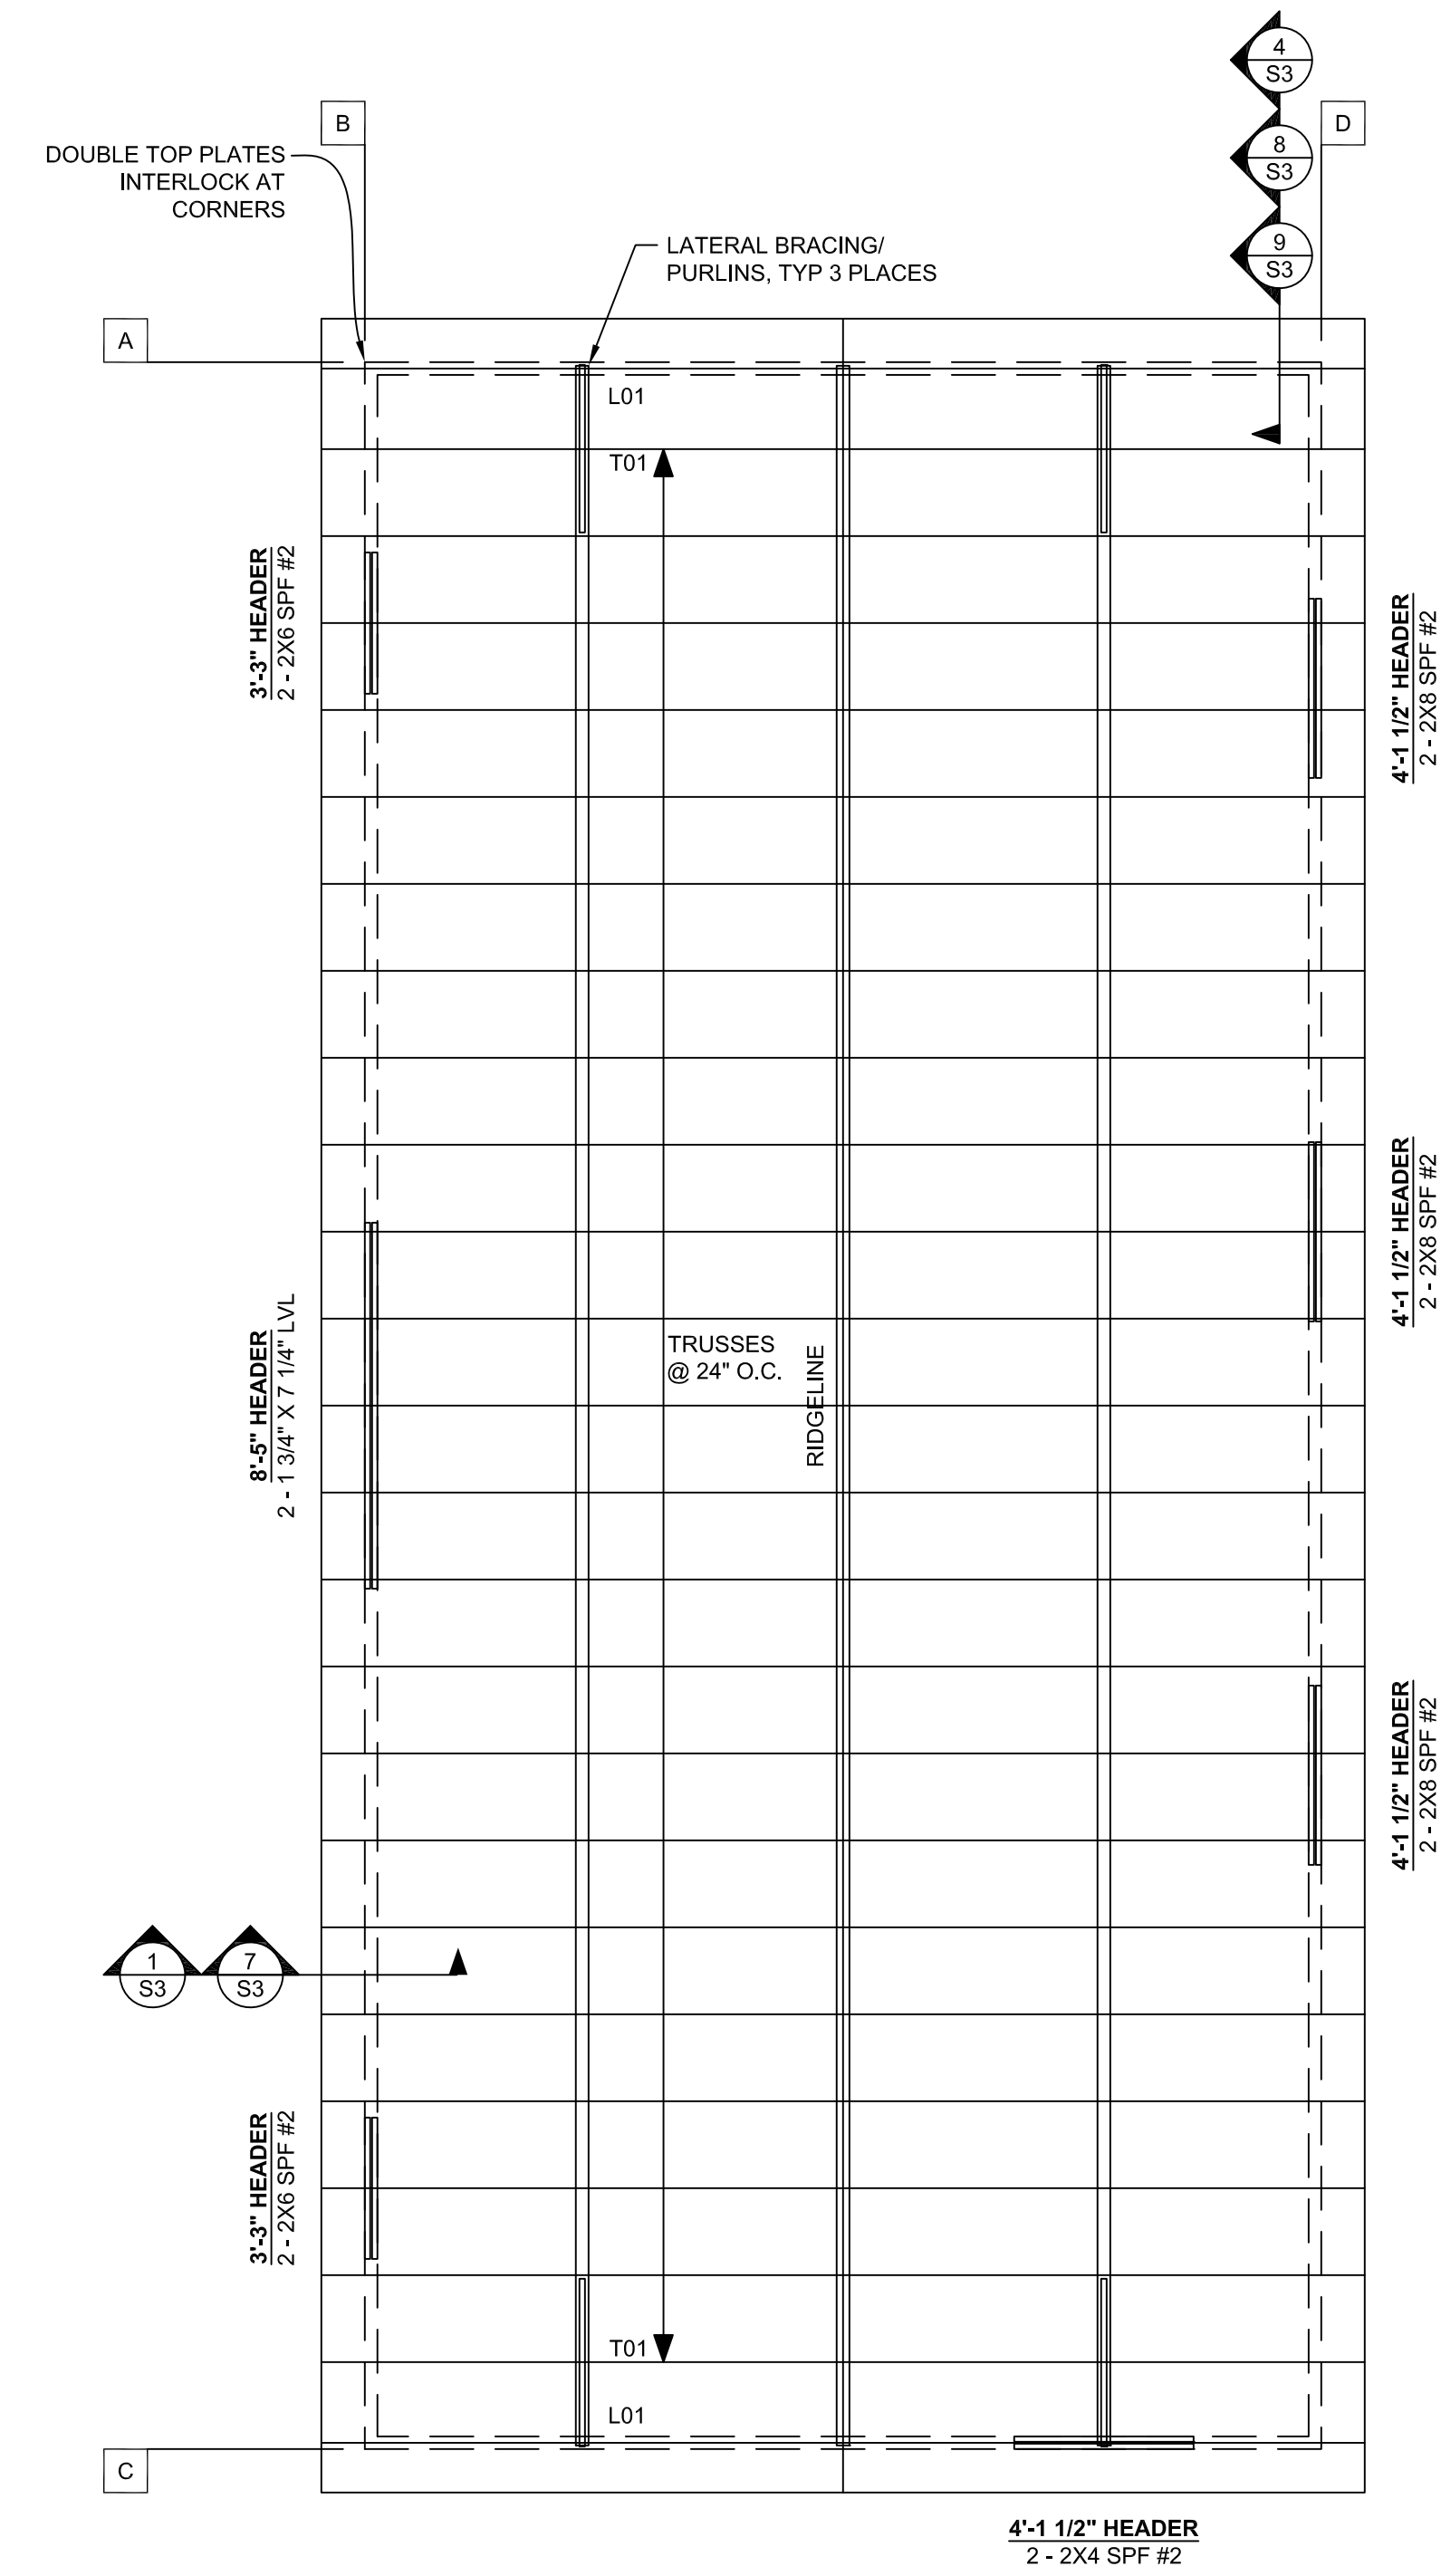 4
S3
B
D
8
S3
DOUBLE TOP PLATES
INTERLOCK AT
CORNERS
LATERAL BRACING/
PURLINS, TYP 3 PLACES
9
S3
A
L01
T01
3'-3" HEADER
2 - 2X6 SPF #2
4'-1 1/2" HEADER
2 - 2X8 SPF #2
4'-1 1/2" HEADER
2 - 2X8 SPF #2
8'-5" HEADER
2 - 1 3/4" X 7 1/4" LVL
TRUSSES
@ 24" O.C.
RIDGELINE
4'-1 1/2" HEADER
2 - 2X8 SPF #2
1
S3
7
S3
3'-3" HEADER
2 - 2X6 SPF #2
T01
L01
C
4'-1 1/2" HEADER
2 - 2X4 SPF #2